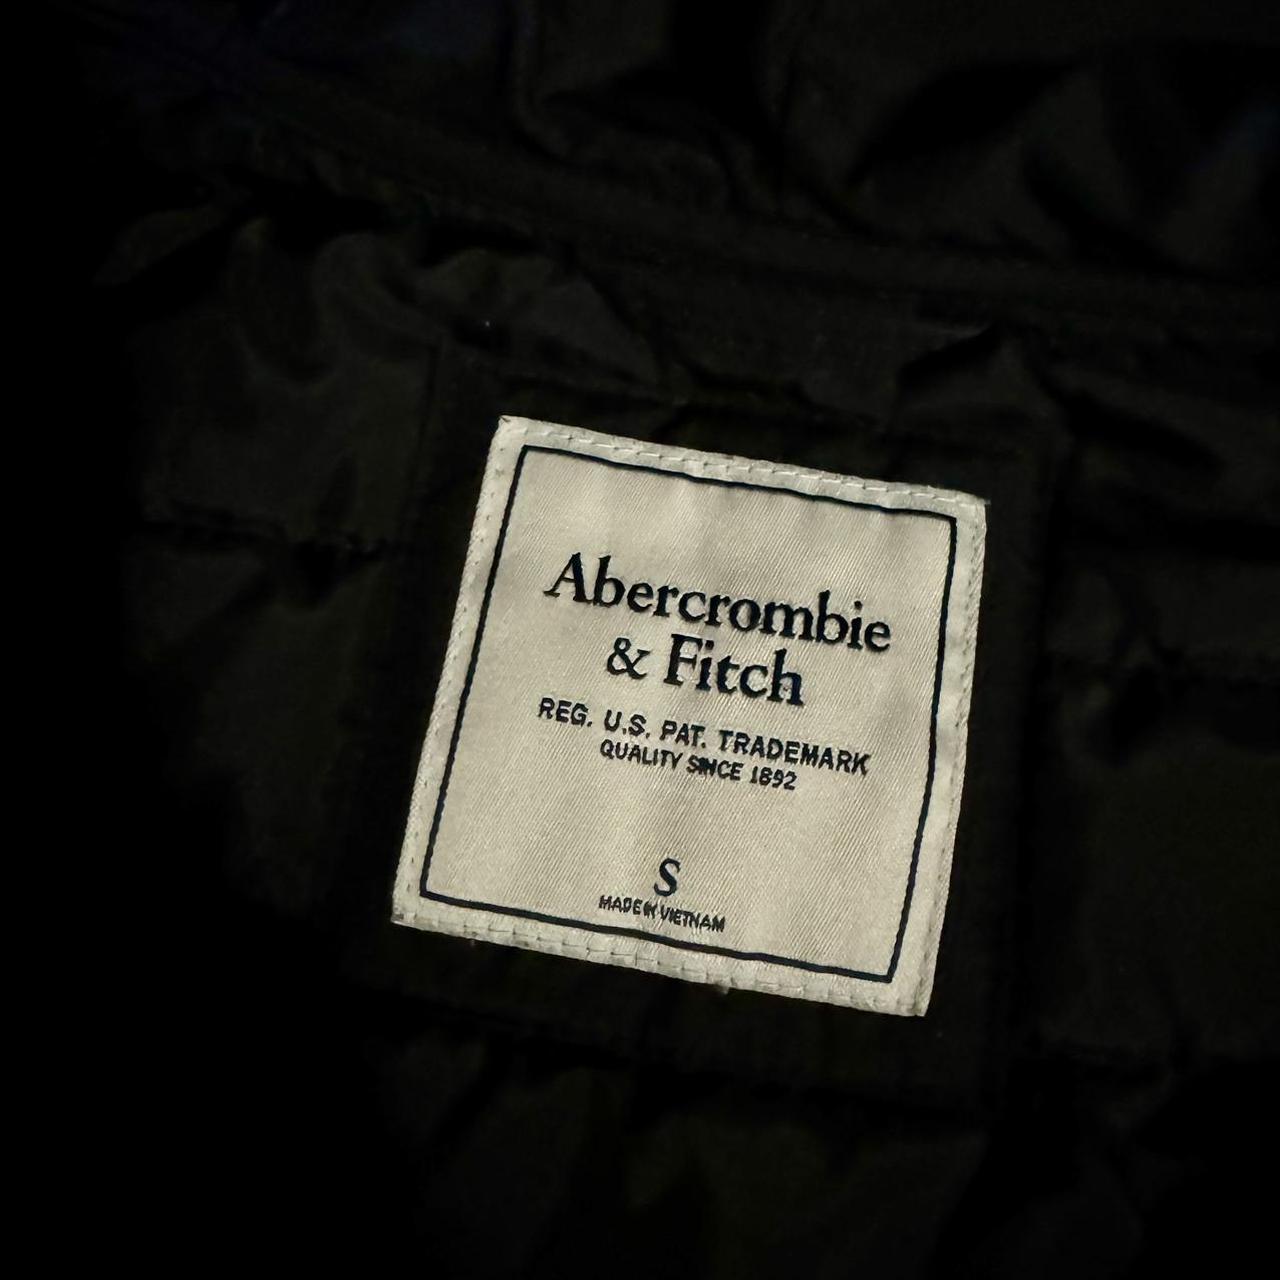 Abercrombie
& Fitch
REG. U.S. PAT. TRADEMARK
QUALITY SINCE 1892
S
MADE IN VIETNAM